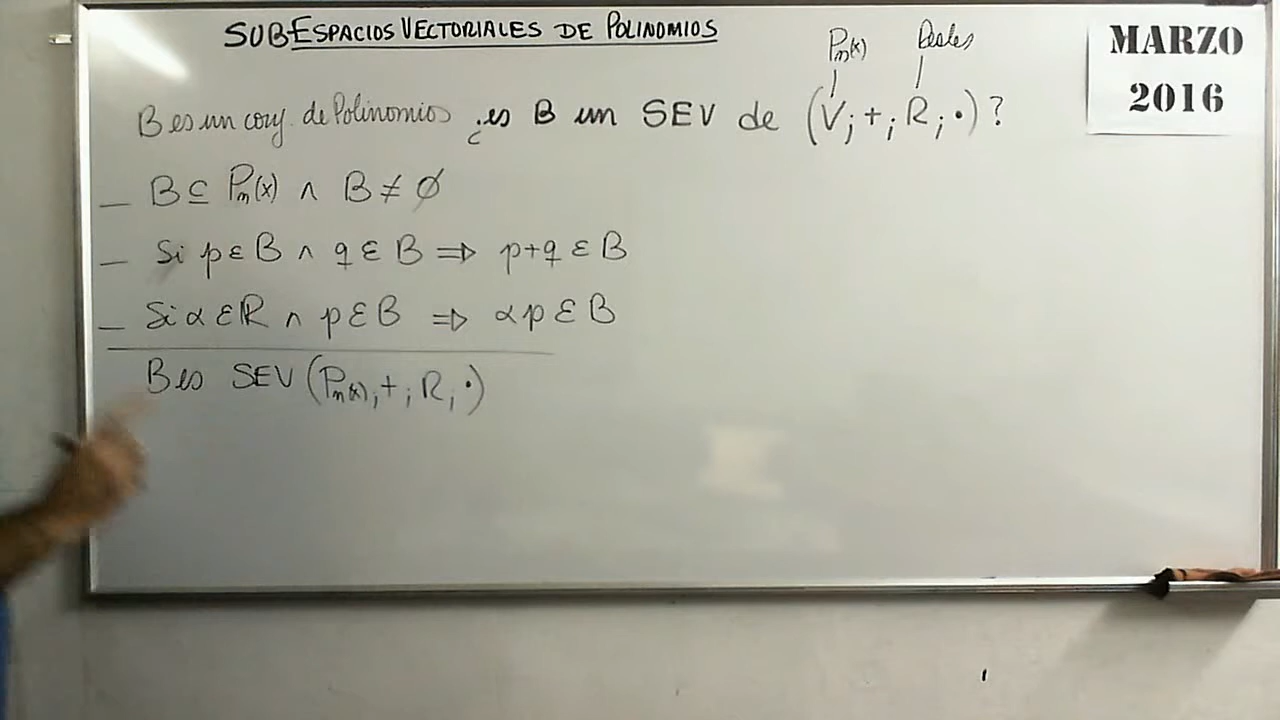 SUBESPACIOS VECTORIALES DE POLINOMIOS
Pn(x) Reales
MARZO
2016
B es un conj. de Polinomios ¿es B un SEV de (V;+;R;·)?
— B ⊆ Pn(x) ∧ B ≠ ∅
— Si p ∈ B ∧ q ∈ B ⇒ p+q ∈ B
— Si α ∈ R ∧ p ∈ B ⇒ αp ∈ B
B es SEV (Pn(x);+;R;·)